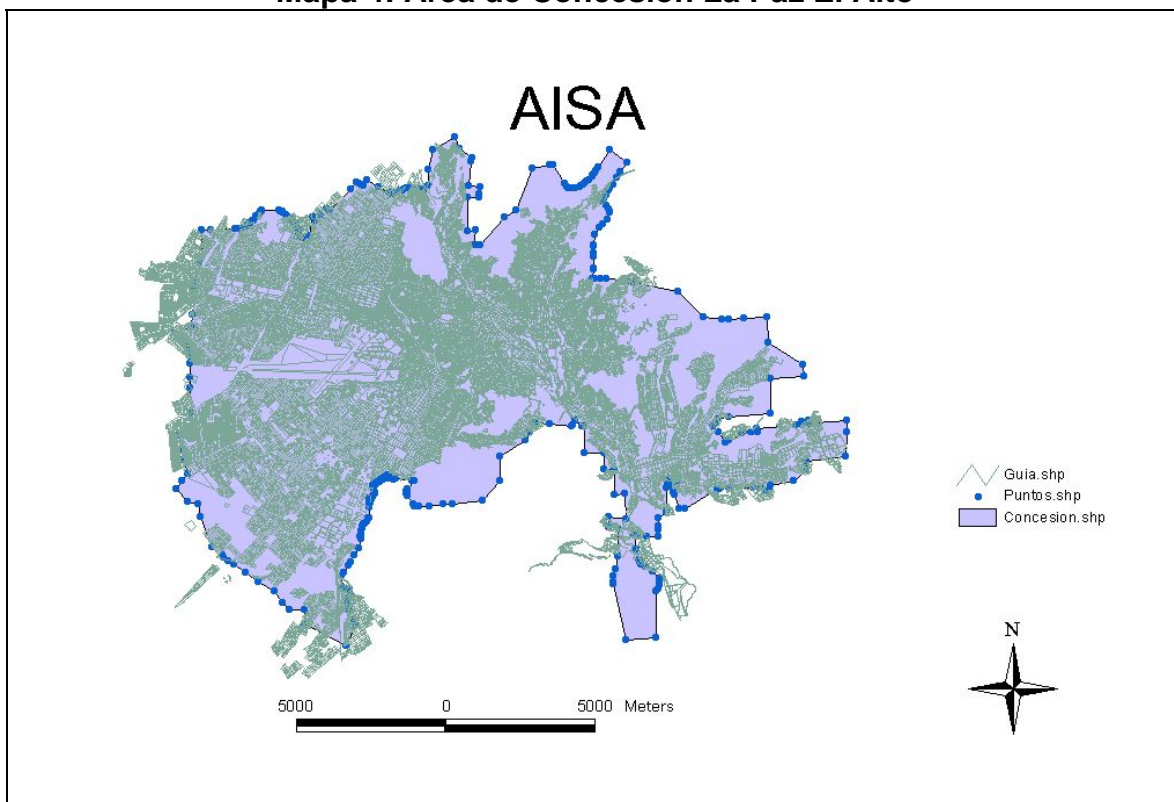 Mapa 4. Área de Concesión La Paz El Alto
AISA
Guia.shp
Puntos.shp
Concesion.shp
N
5000 0 5000 Meters